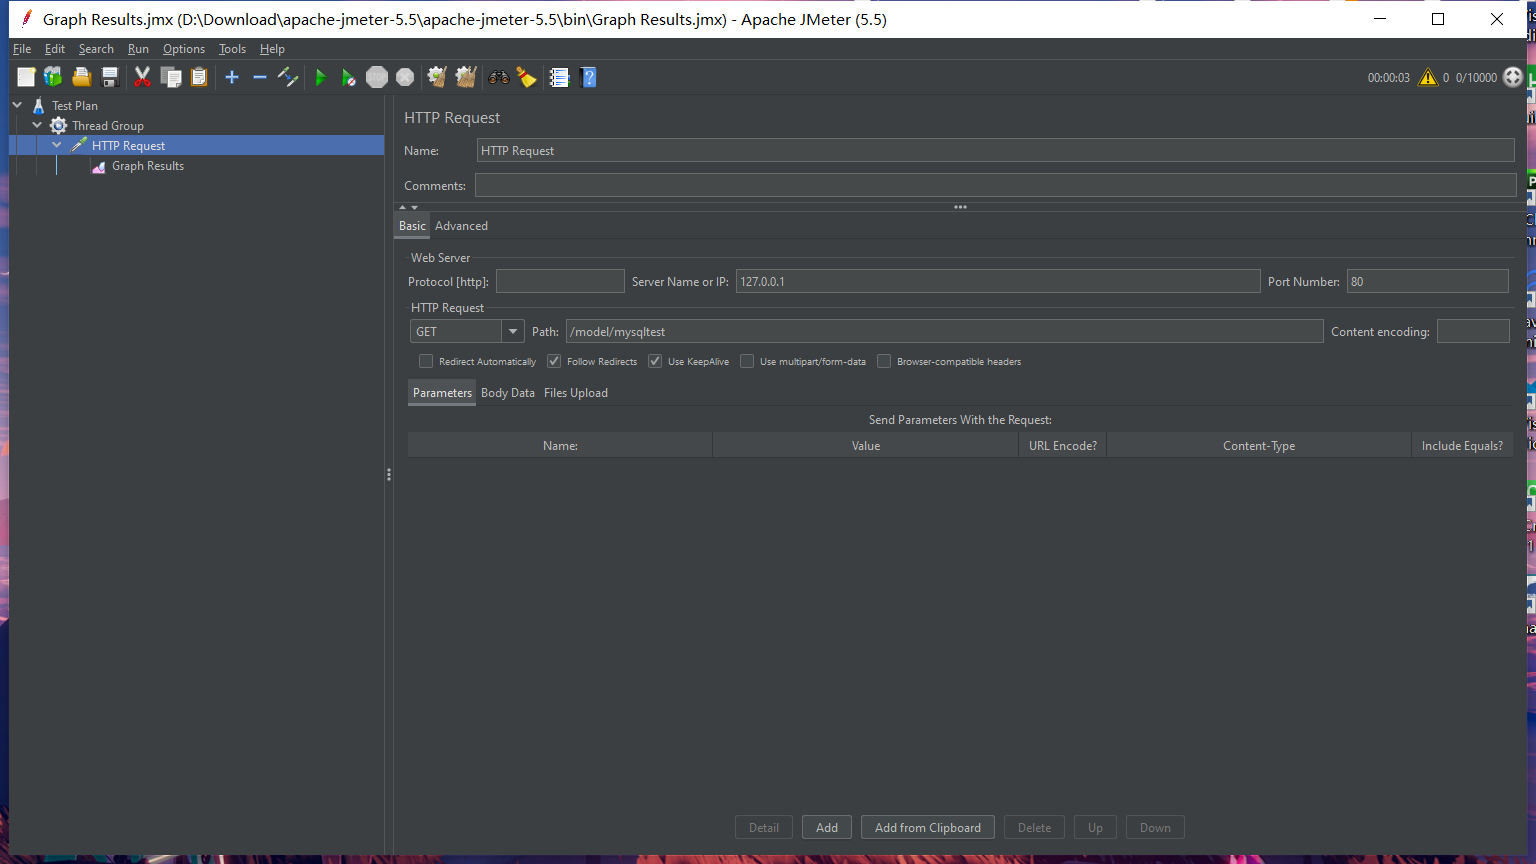 Graph Results.jmx (D:\Download\apache-jmeter-5.5\apache-jmeter-5.5\bin\Graph Results.jmx) - Apache JMeter (5.5)
File Edit Search Run Options Tools Help
STOP
00:00:03 0 0/10000
Test Plan
Thread Group
HTTP Request
Graph Results
HTTP Request
Name: HTTP Request
Comments:
Basic Advanced
Web Server
Protocol [http]: Server Name or IP: 127.0.0.1 Port Number: 80
HTTP Request
GET Path: /model/mysqltest Content encoding:
Redirect Automatically Follow Redirects Use KeepAlive Use multipart/form-data Browser-compatible headers
Parameters Body Data Files Upload
Send Parameters With the Request:
Name: Value URL Encode? Content-Type Include Equals?
Detail Add Add from Clipboard Delete Up Down